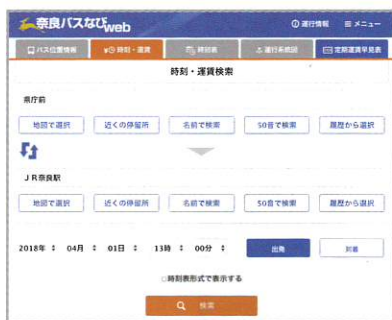 奈良バスなびweb
運行情報 メニュー
バス位置情報 時刻・運賃 時刻表 運行系統図 定期運賃早見表
時刻・運賃検索
県庁前
地図で選択 近くの停留所 名前で検索 50音で検索 履歴から選択
JR奈良駅
地図で選択 近くの停留所 名前で検索 50音で検索 履歴から選択
2018年 04月 01日 13時 00分 出発 到着
時刻表形式で表示する
検索